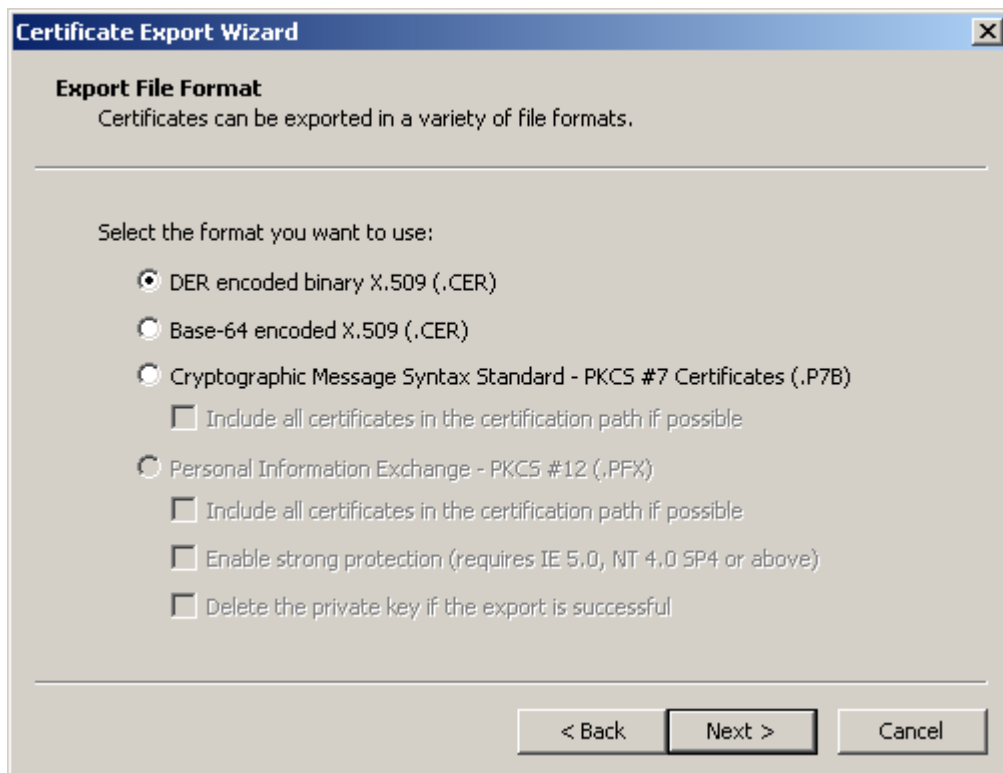 Certificate Export Wizard
Export File Format
Certificates can be exported in a variety of file formats.
Select the format you want to use:
DER encoded binary X.509 (.CER)
Base-64 encoded X.509 (.CER)
Cryptographic Message Syntax Standard - PKCS #7 Certificates (.P7B)
Include all certificates in the certification path if possible
Personal Information Exchange - PKCS #12 (.PFX)
Include all certificates in the certification path if possible
Enable strong protection (requires IE 5.0, NT 4.0 SP4 or above)
Delete the private key if the export is successful
< Back Next > Cancel